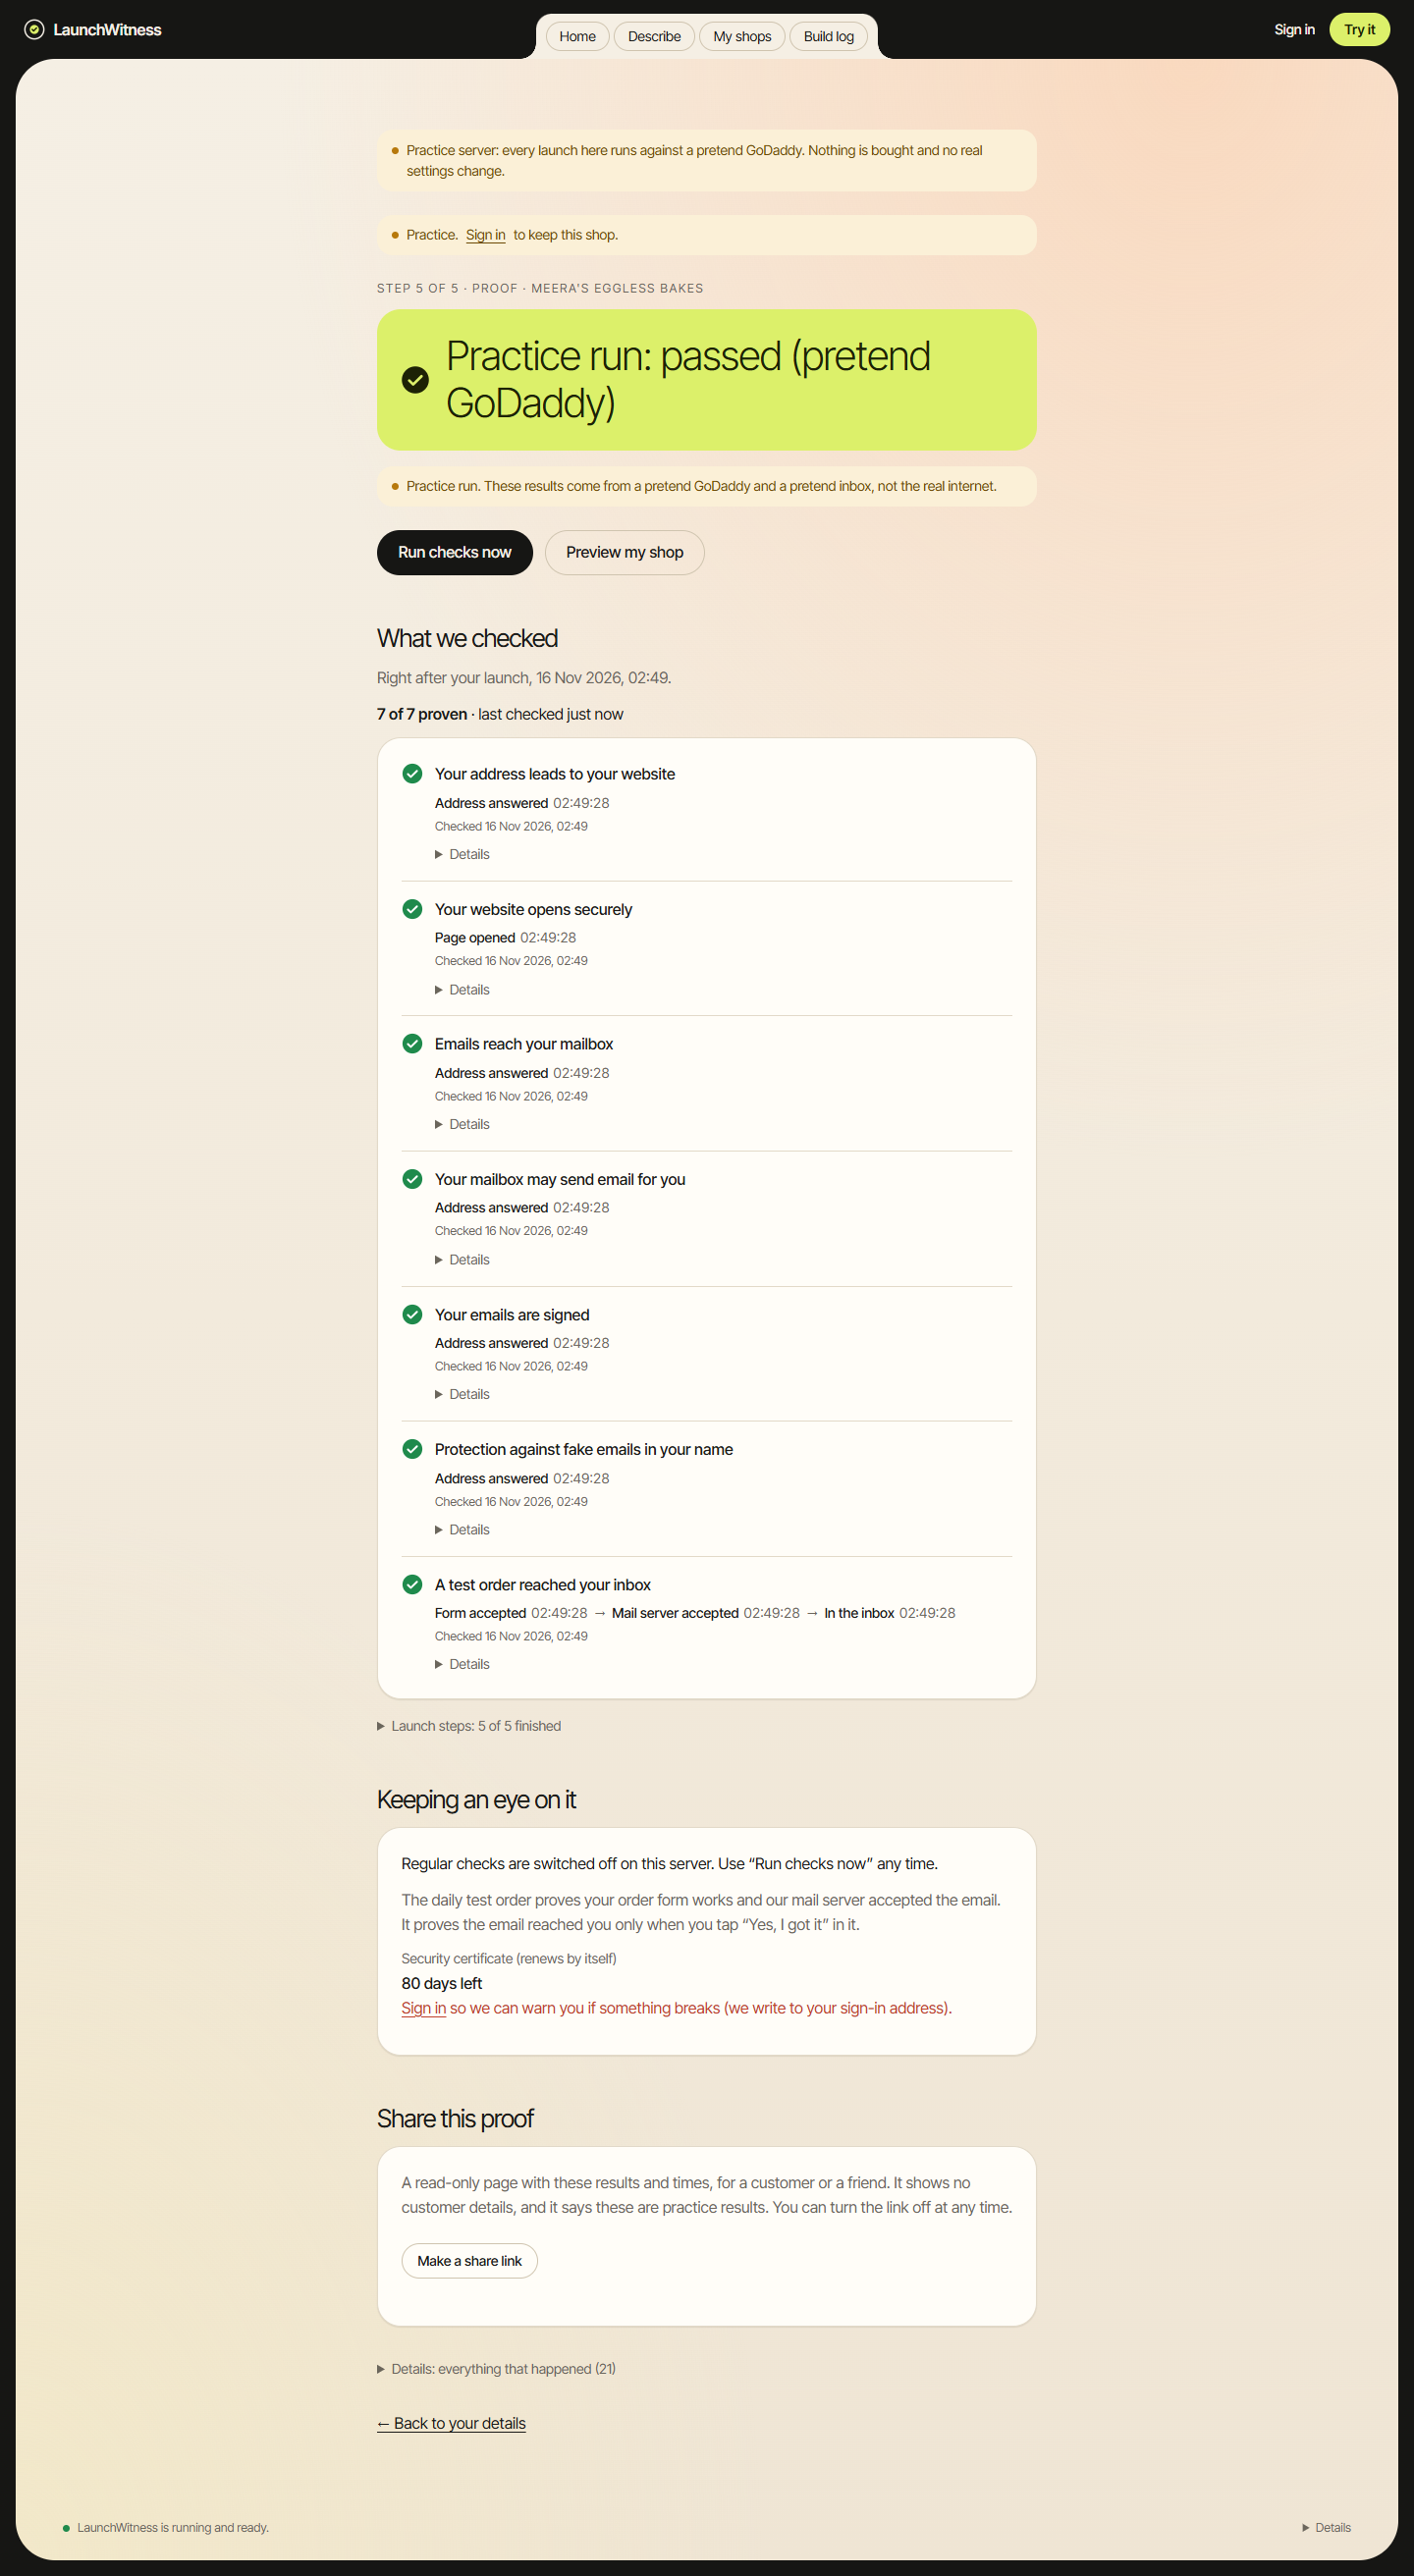 LaunchWitness
Home
Describe
My shops
Build log
Sign in
Try it
Practice server: every launch here runs against a pretend GoDaddy. Nothing is bought and no real
settings change.
Practice. Sign in to keep this shop.
STEP 5 OF 5 · PROOF · MEERA'S EGGLESS BAKES
Practice run: passed (pretend
GoDaddy)
Practice run. These results come from a pretend GoDaddy and a pretend inbox, not the real internet.
Run checks now
Preview my shop
What we checked
Right after your launch, 16 Nov 2026, 02:49.
7 of 7 proven · last checked just now
Your address leads to your website
Address answered 02:49:28
Checked 16 Nov 2026, 02:49
Details
Your website opens securely
Page opened 02:49:28
Checked 16 Nov 2026, 02:49
Details
Emails reach your mailbox
Address answered 02:49:28
Checked 16 Nov 2026, 02:49
Details
Your mailbox may send email for you
Address answered 02:49:28
Checked 16 Nov 2026, 02:49
Details
Your emails are signed
Address answered 02:49:28
Checked 16 Nov 2026, 02:49
Details
Protection against fake emails in your name
Address answered 02:49:28
Checked 16 Nov 2026, 02:49
Details
A test order reached your inbox
Form accepted 02:49:28 → Mail server accepted 02:49:28 → In the inbox 02:49:28
Checked 16 Nov 2026, 02:49
Details
Launch steps: 5 of 5 finished
Keeping an eye on it
Regular checks are switched off on this server. Use “Run checks now” any time.
The daily test order proves your order form works and our mail server accepted the email.
It proves the email reached you only when you tap “Yes, I got it” in it.
Security certificate (renews by itself)
80 days left
Sign in so we can warn you if something breaks (we write to your sign-in address).
Share this proof
A read-only page with these results and times, for a customer or a friend. It shows no
customer details, and it says these are practice results. You can turn the link off at any time.
Make a share link
Details: everything that happened (21)
← Back to your details
LaunchWitness is running and ready.
Details